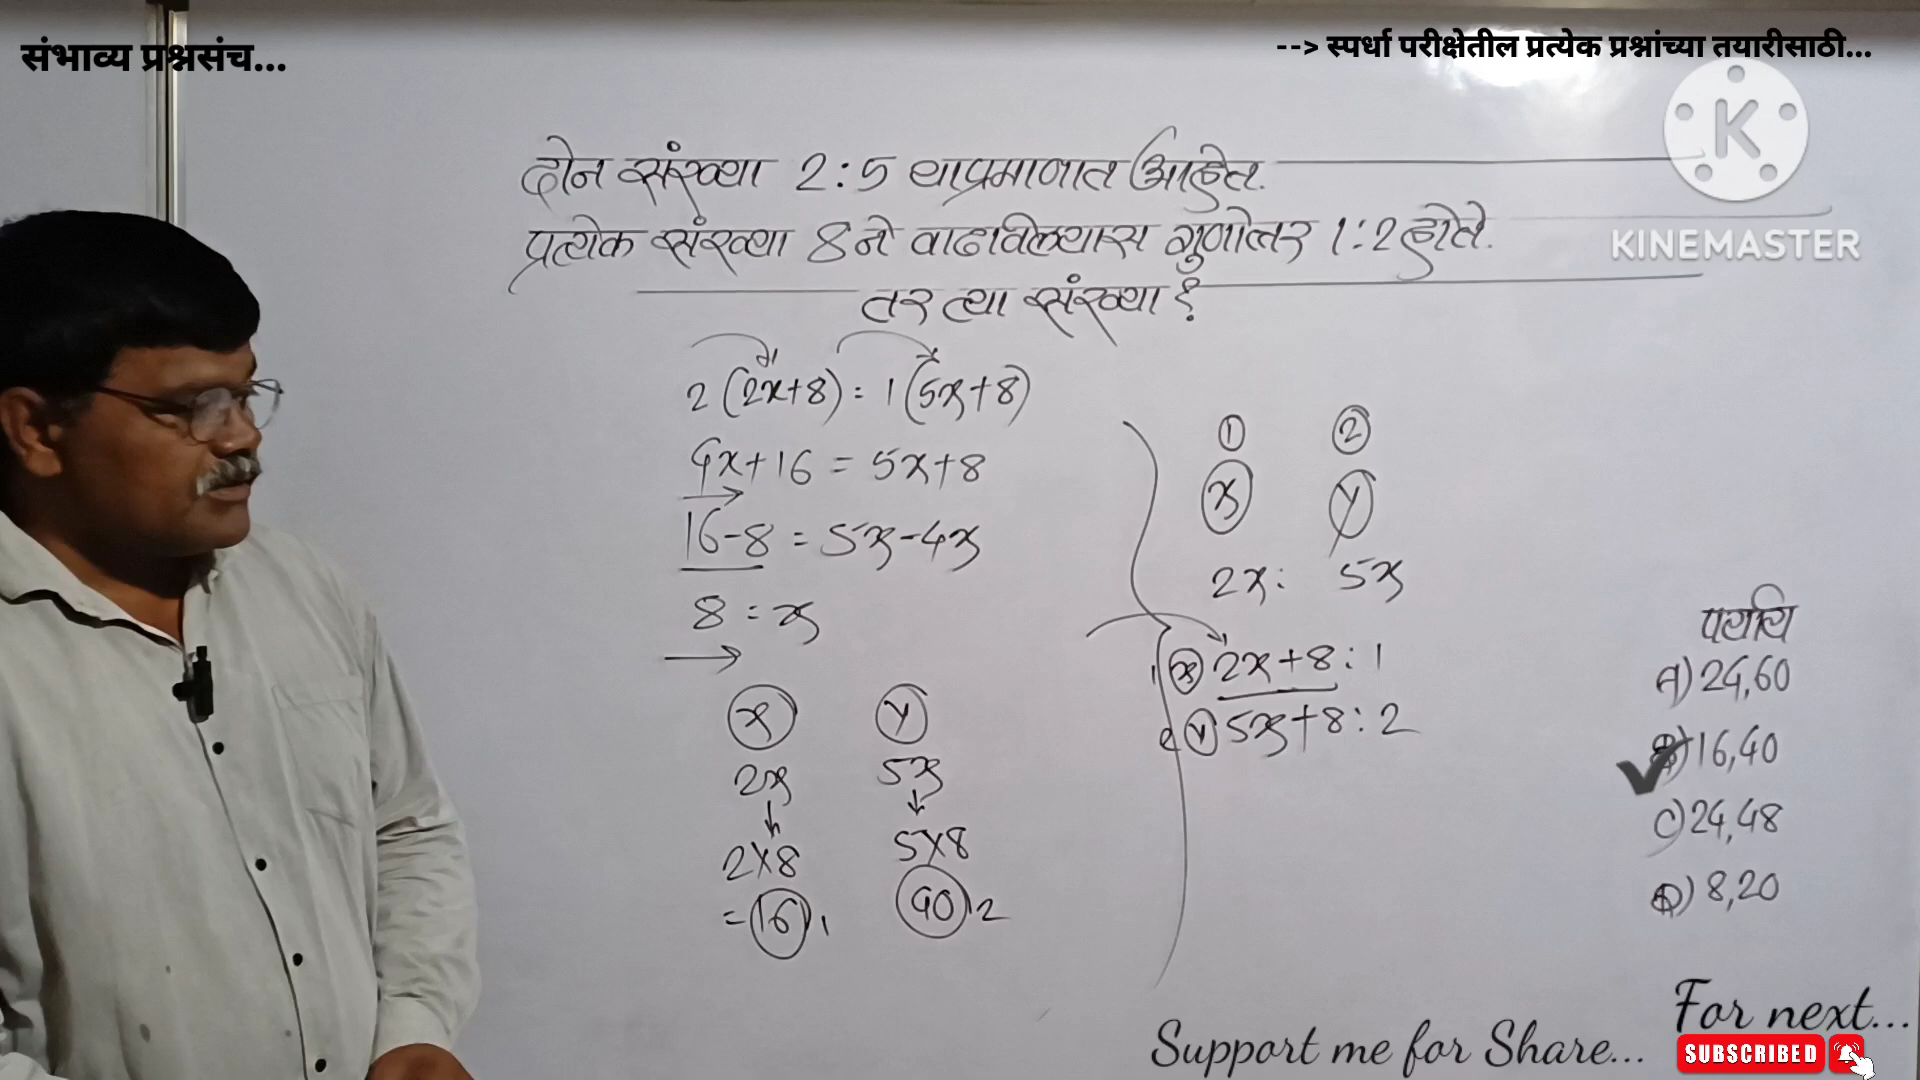 संभाव्य प्रश्नसंच...
--> स्पर्धा परीक्षेतील प्रत्येक प्रश्नांच्या तयारीसाठी...
K
KINEMASTER
दोन संख्या 2:5 याप्रमाणात आहेत.
प्रत्येक संख्या 8 ने वाढविल्यास गुणोत्तर 1:2 होते.
तर त्या संख्या ?
2(2x+8) = 1(5x+8)
4x+16 = 5x+8
16-8 = 5x-4x
8 = x
x y
2x 5x
2x8 5x8
= 16, 1 40, 2
1 2
x y
2x : 5x
1 x 2x+8 : 1
2 y 5x+8 : 2
पर्याय
A) 24,60
B) 16,40
C) 24,48
D) 8,20
For next...
Support me for Share...
SUBSCRIBED